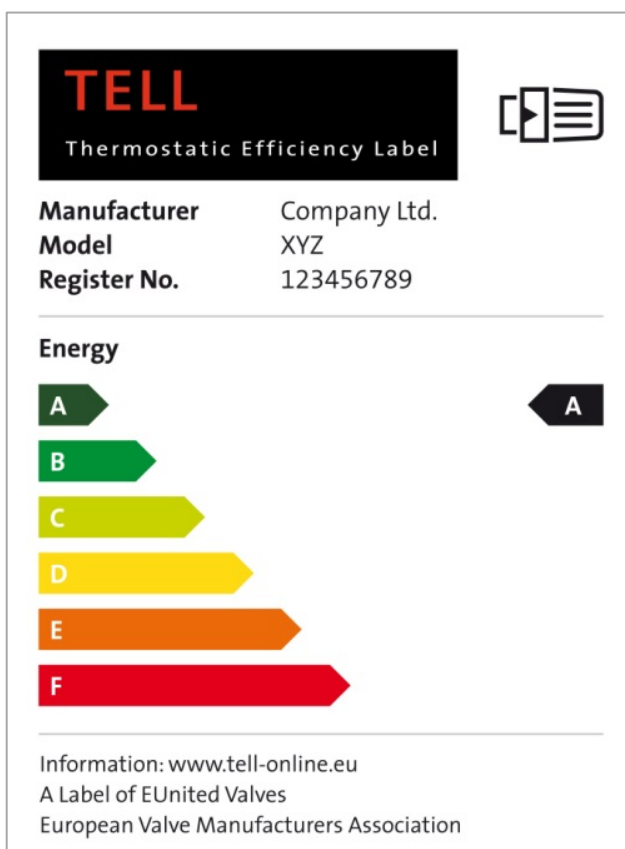 TELL
Thermostatic Efficiency Label
Manufacturer Company Ltd.
Model XYZ
Register No. 123456789
Energy
A A
B
C
D
E
F
Information: www.tell-online.eu
A Label of EUnited Valves
European Valve Manufacturers Association